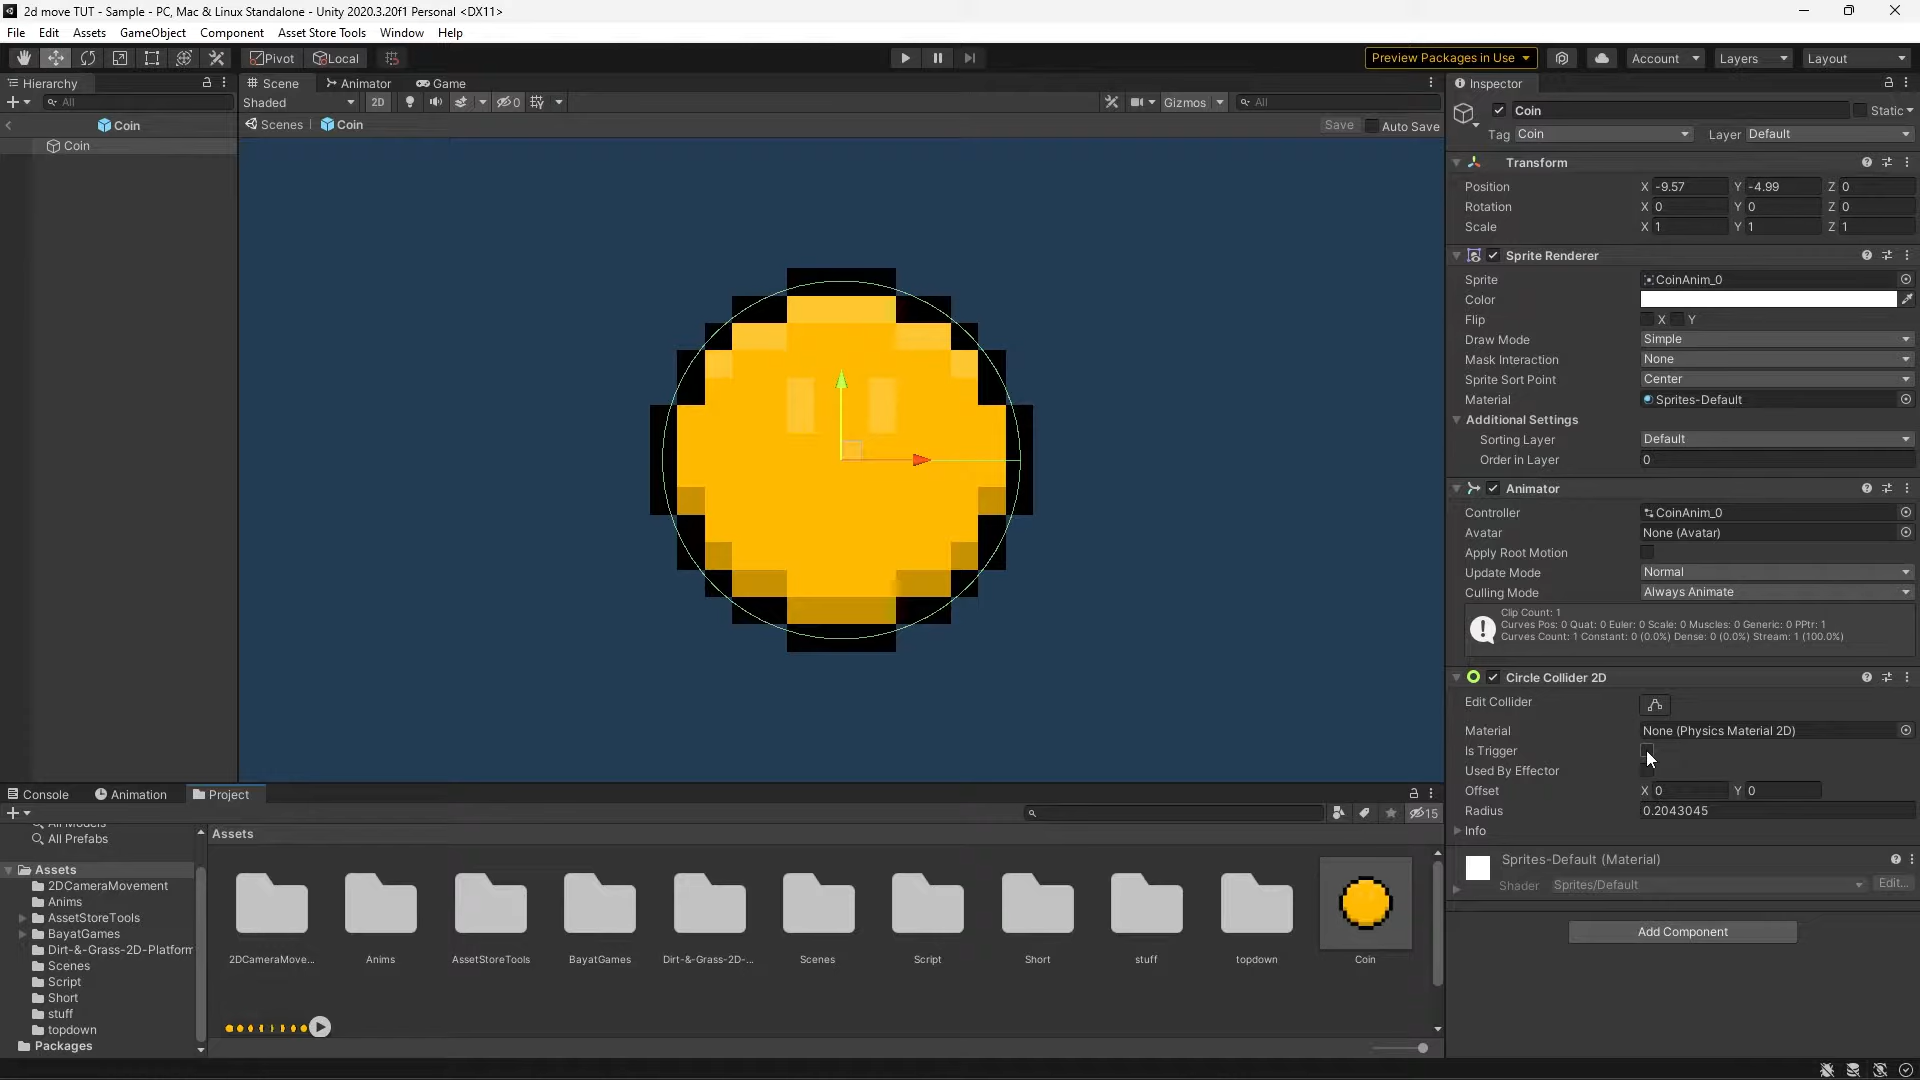 2d move TUT - Sample - PC, Mac & Linux Standalone - Unity 2020.3.20f1 Personal <DX11>
File Edit Assets GameObject Component Asset Store Tools Window Help
Pivot Local Preview Packages in Use Account Layers Layout
Hierarchy Scene Animator Game Inspector
All Shaded 2D 0 Gizmos All
Coin Scenes Coin Save Auto Save
Coin
Coin Static
Tag Coin Layer Default
Transform
Position X -9.57 Y -4.99 Z 0
Rotation X 0 Y 0 Z 0
Scale X 1 Y 1 Z 1
Sprite Renderer
Sprite CoinAnim_0
Color
Flip X Y
Draw Mode Simple
Mask Interaction None
Sprite Sort Point Center
Material Sprites-Default
Additional Settings
Sorting Layer Default
Order in Layer 0
Animator
Controller CoinAnim_0
Avatar None (Avatar)
Apply Root Motion
Update Mode Normal
Culling Mode Always Animate
Clip Count: 1
Curves Pos: 0 Quat: 0 Euler: 0 Scale: 0 Muscles: 0 Generic: 0 PPtr: 1
Curves Count: 1 Constant: 0 (0.0%) Dense: 0 (0.0%) Stream: 1 (100.0%)
Circle Collider 2D
Edit Collider
Material None (Physics Material 2D)
Is Trigger
Used By Effector
Offset X 0 Y 0
Radius 0.2043045
Info
Sprites-Default (Material)
Shader Sprites/Default Edit...
Add Component
Console Animation Project
15
All Models
All Prefabs
Assets
2DCameraMovement
Anims
AssetStoreTools
BayatGames
Dirt-&-Grass-2D-Platform
Scenes
Script
Short
stuff
topdown
Packages
Assets
2DCameraMove... Anims AssetStoreTools BayatGames Dirt-&-Grass-2D-... Scenes Script Short stuff topdown Coin